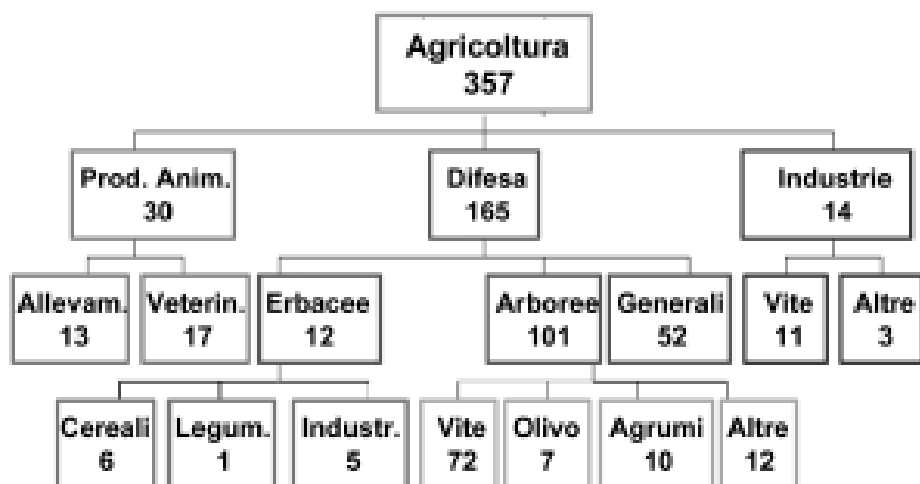 Agricoltura
357
Prod. Anim.
30
Difesa
165
Industrie
14
Allevam.
13
Veterin.
17
Erbacee
12
Arboree
101
Generali
52
Vite
11
Altre
3
Cereali
6
Legum.
1
Industr.
5
Vite
72
Olivo
7
Agrumi
10
Altre
12